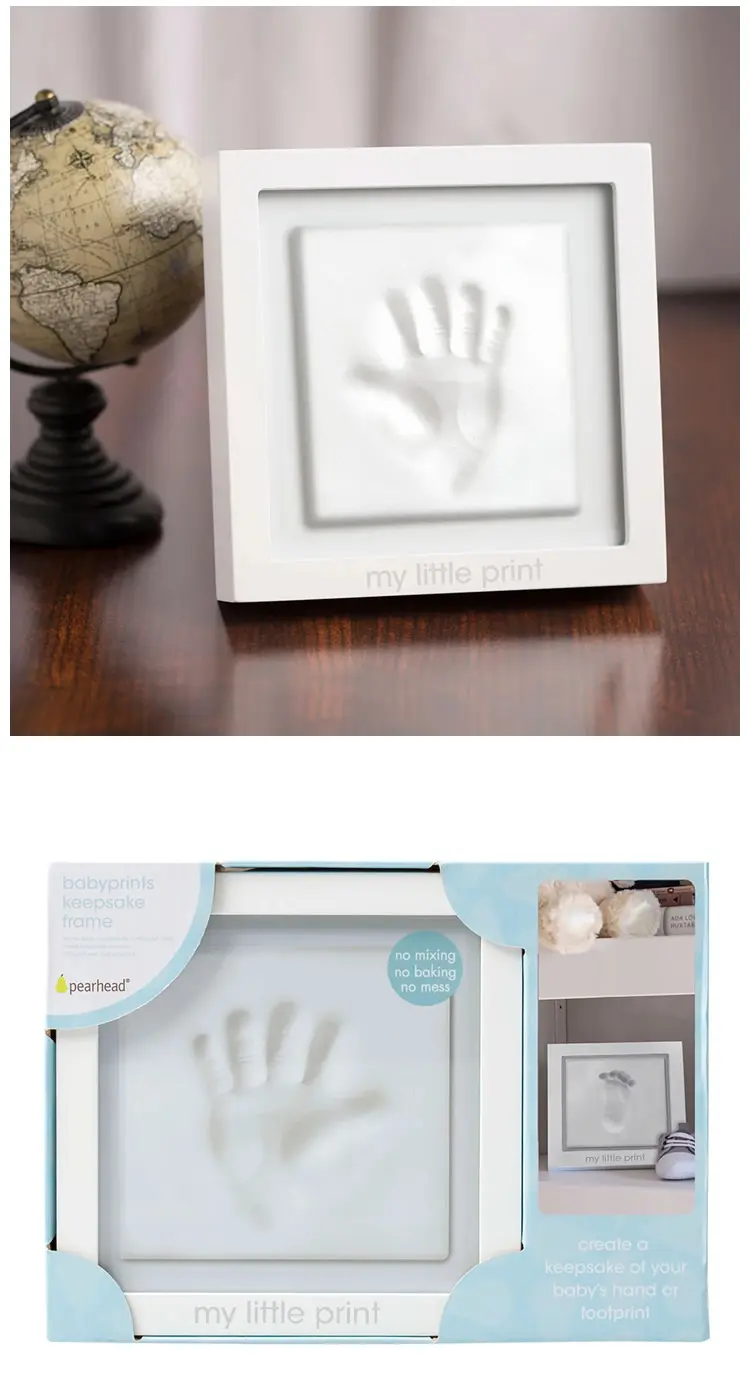 my little print
babyprints
keepsake
frame
pearhead®
no mixing
no baking
no mess
my little print
my little print
create a
keepsake of your
baby's hand or
footprint